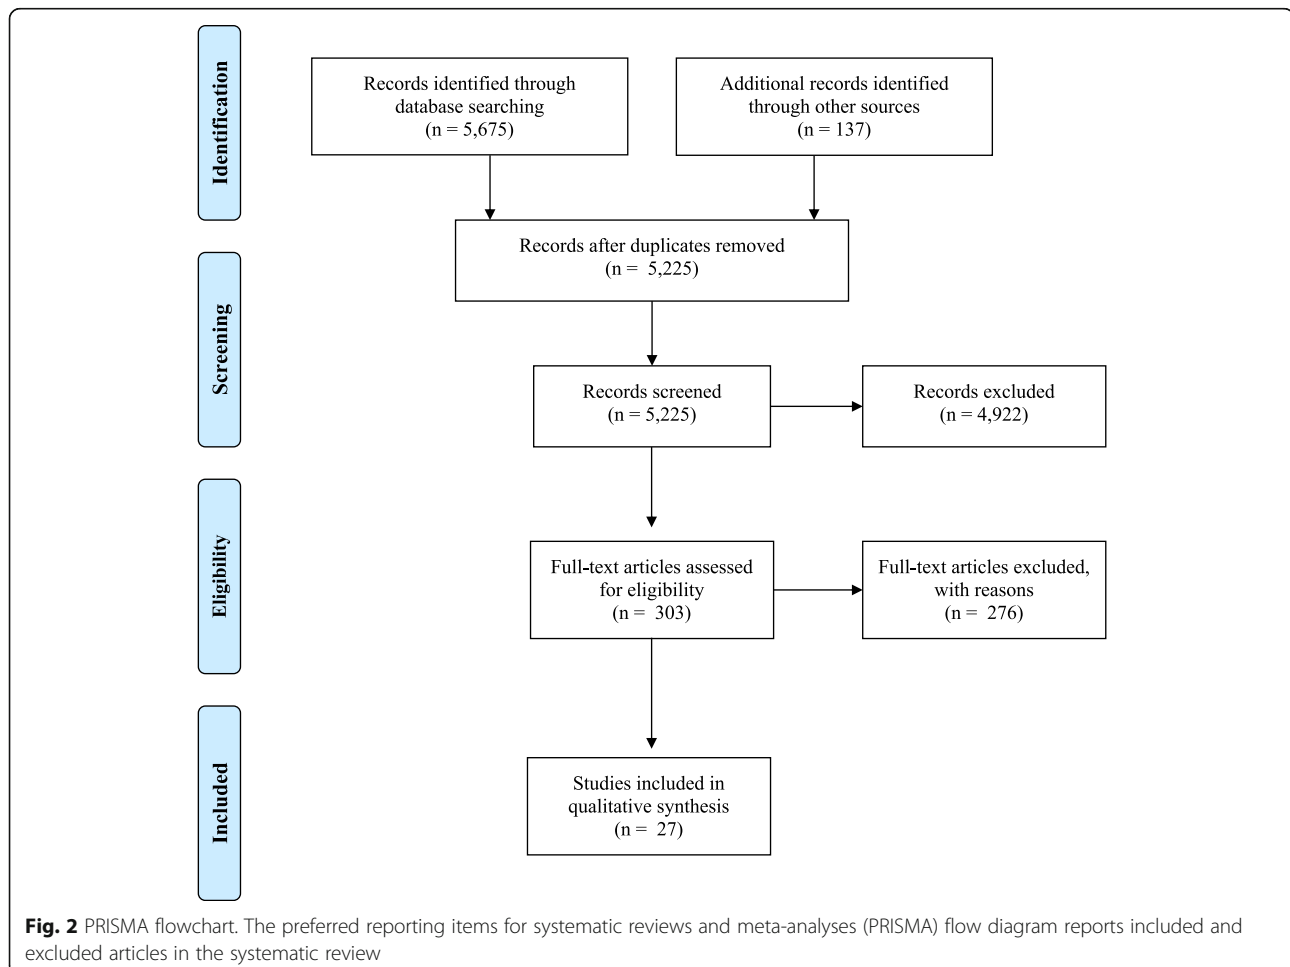 Identification
Records identified through
database searching
(n = 5,675)
Additional records identified
through other sources
(n = 137)
Records after duplicates removed
(n = 5,225)
Screening
Records screened
(n = 5,225)
Records excluded
(n = 4,922)
Eligibility
Full-text articles assessed
for eligibility
(n = 303)
Full-text articles excluded,
with reasons
(n = 276)
Included
Studies included in
qualitative synthesis
(n = 27)
Fig. 2 PRISMA flowchart. The preferred reporting items for systematic reviews and meta-analyses (PRISMA) flow diagram reports included and
excluded articles in the systematic review